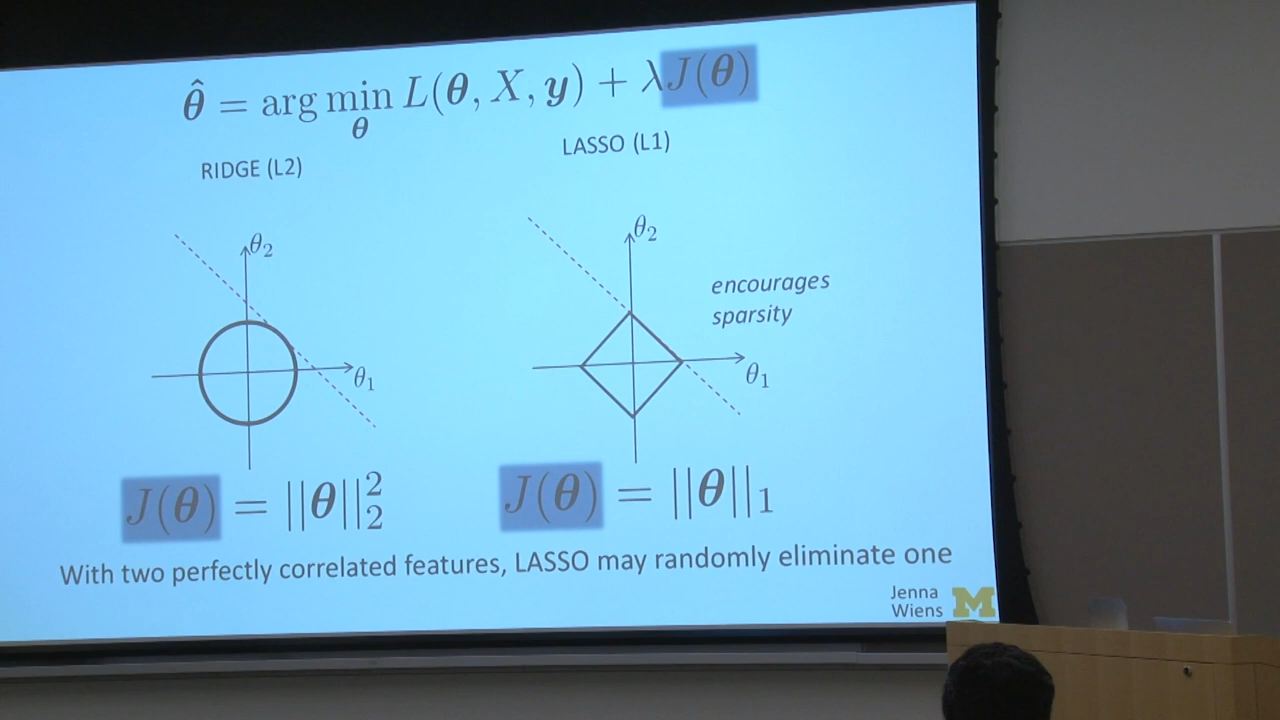 θ̂ = arg min L(θ, X, y) + λJ(θ)
θ
RIDGE (L2)
LASSO (L1)
θ₂
θ₁
θ₂
θ₁
encourages
sparsity
J(θ) = ||θ||₂²
J(θ) = ||θ||₁
With two perfectly correlated features, LASSO may randomly eliminate one
Jenna
Wiens
M